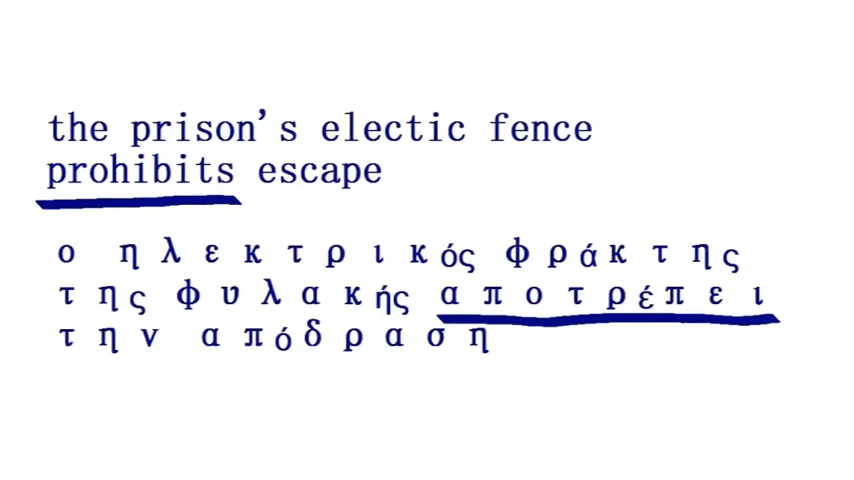 the prison's electic fence
prohibits escape
ο ηλεκτρικός φράκτης
της φυλακής αποτρέπει
την απόδραση